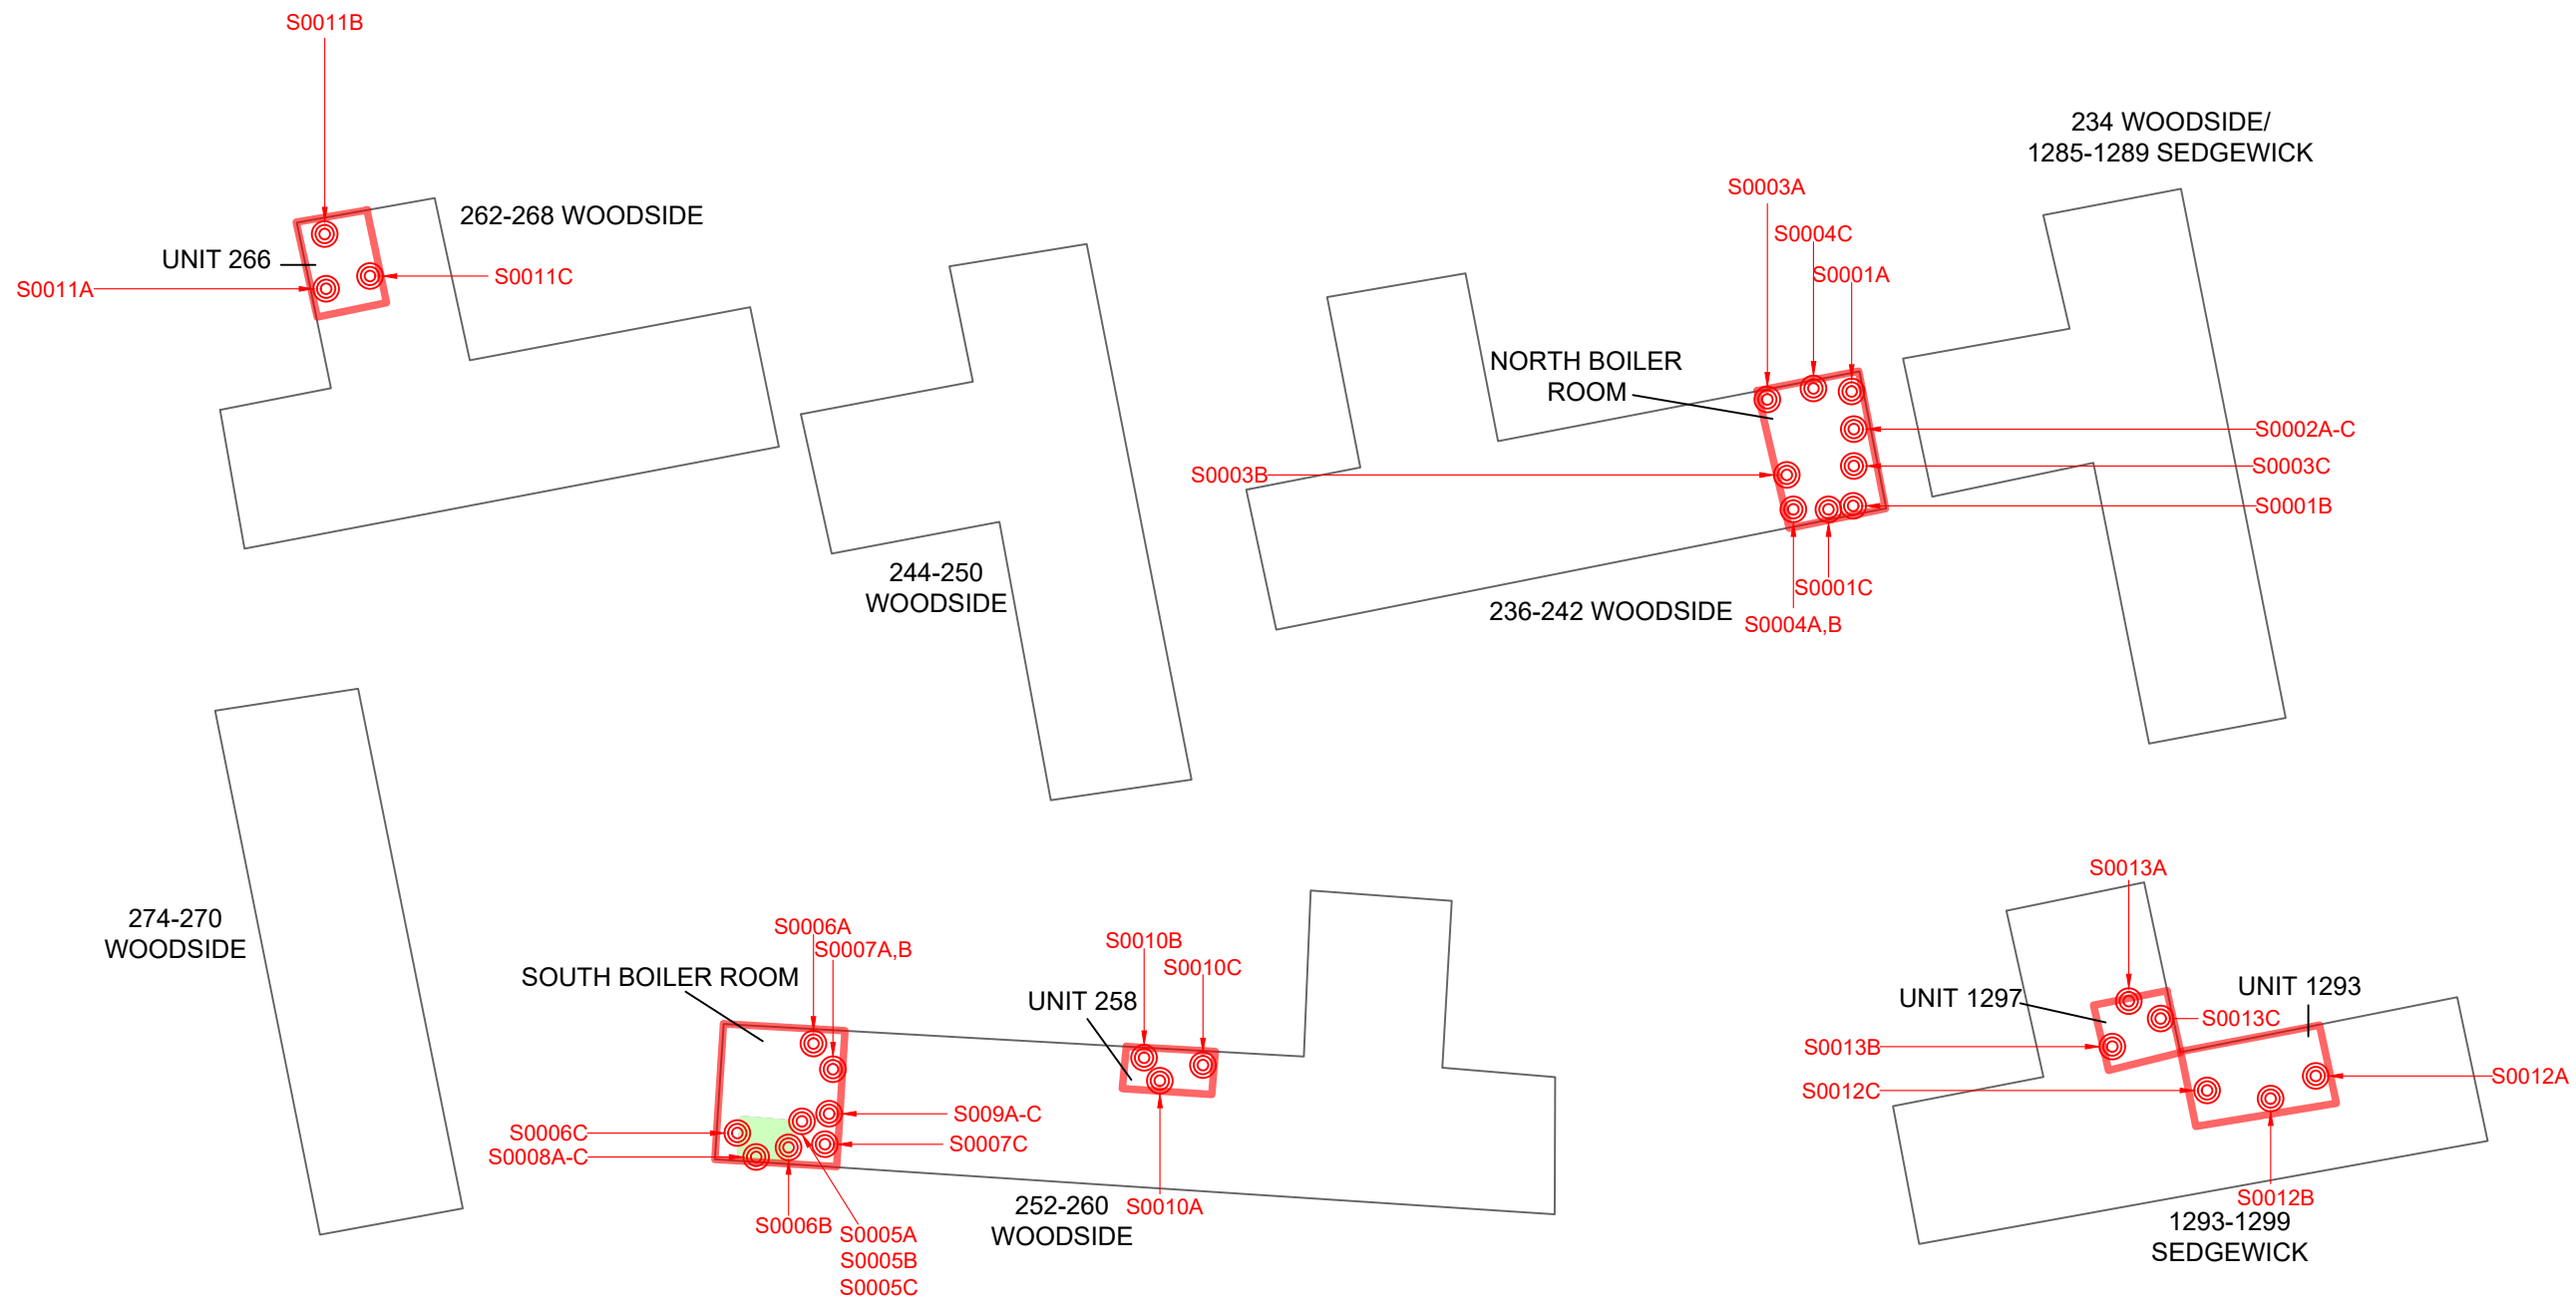 S0011B
262-268 WOODSIDE
UNIT 266
S0011A
S0011C
244-250
WOODSIDE
234 WOODSIDE/
1285-1289 SEDGEWICK
S0003A
S0004C
S0001A
NORTH BOILER
ROOM
S0002A-C
S0003B
S0003C
S0001B
S0001C
236-242 WOODSIDE
S0004A,B
274-270
WOODSIDE
S0006A
S0007A,B
SOUTH BOILER ROOM
S0010B
S0010C
UNIT 258
S009A-C
S0006C
S0007C
S0008A-C
S0006B
S0005A
S0005B
S0005C
252-260
WOODSIDE
S0010A
S0013A
UNIT 1297
UNIT 1293
S0013C
S0013B
S0012C
S0012A
S0012B
1293-1299
SEDGEWICK